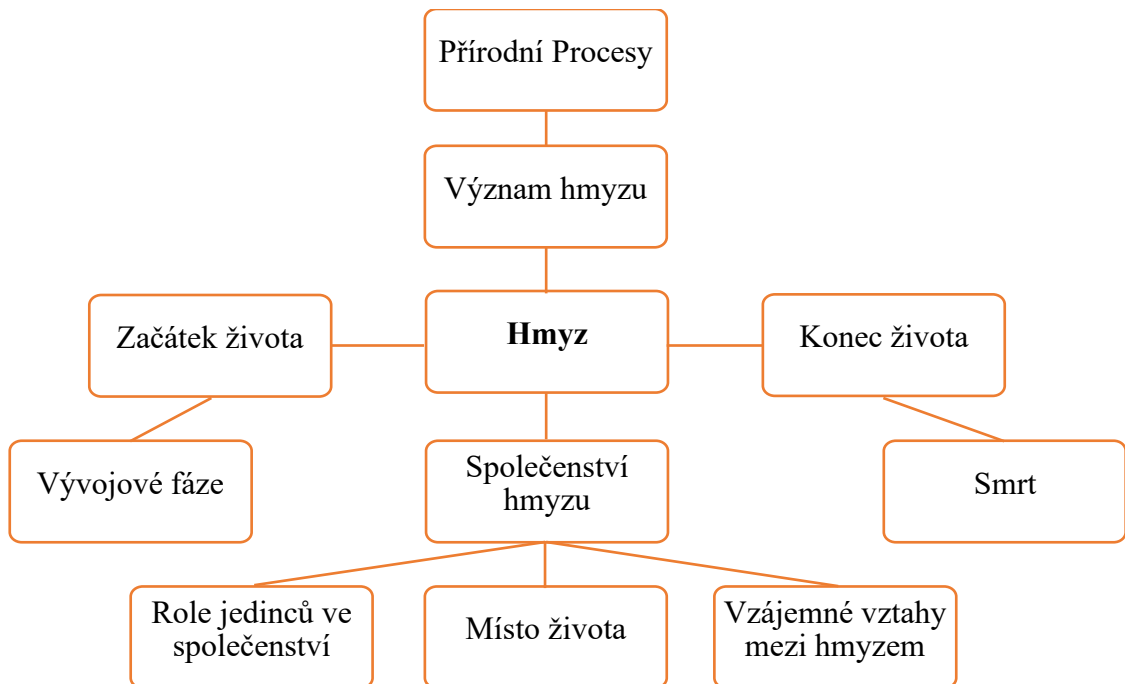 Přírodní Procesy
Význam hmyzu
Začátek života
Hmyz
Konec života
Vývojové fáze
Společenství
hmyzu
Smrt
Role jedinců ve
společenství
Místo života
Vzájemné vztahy
mezi hmyzem